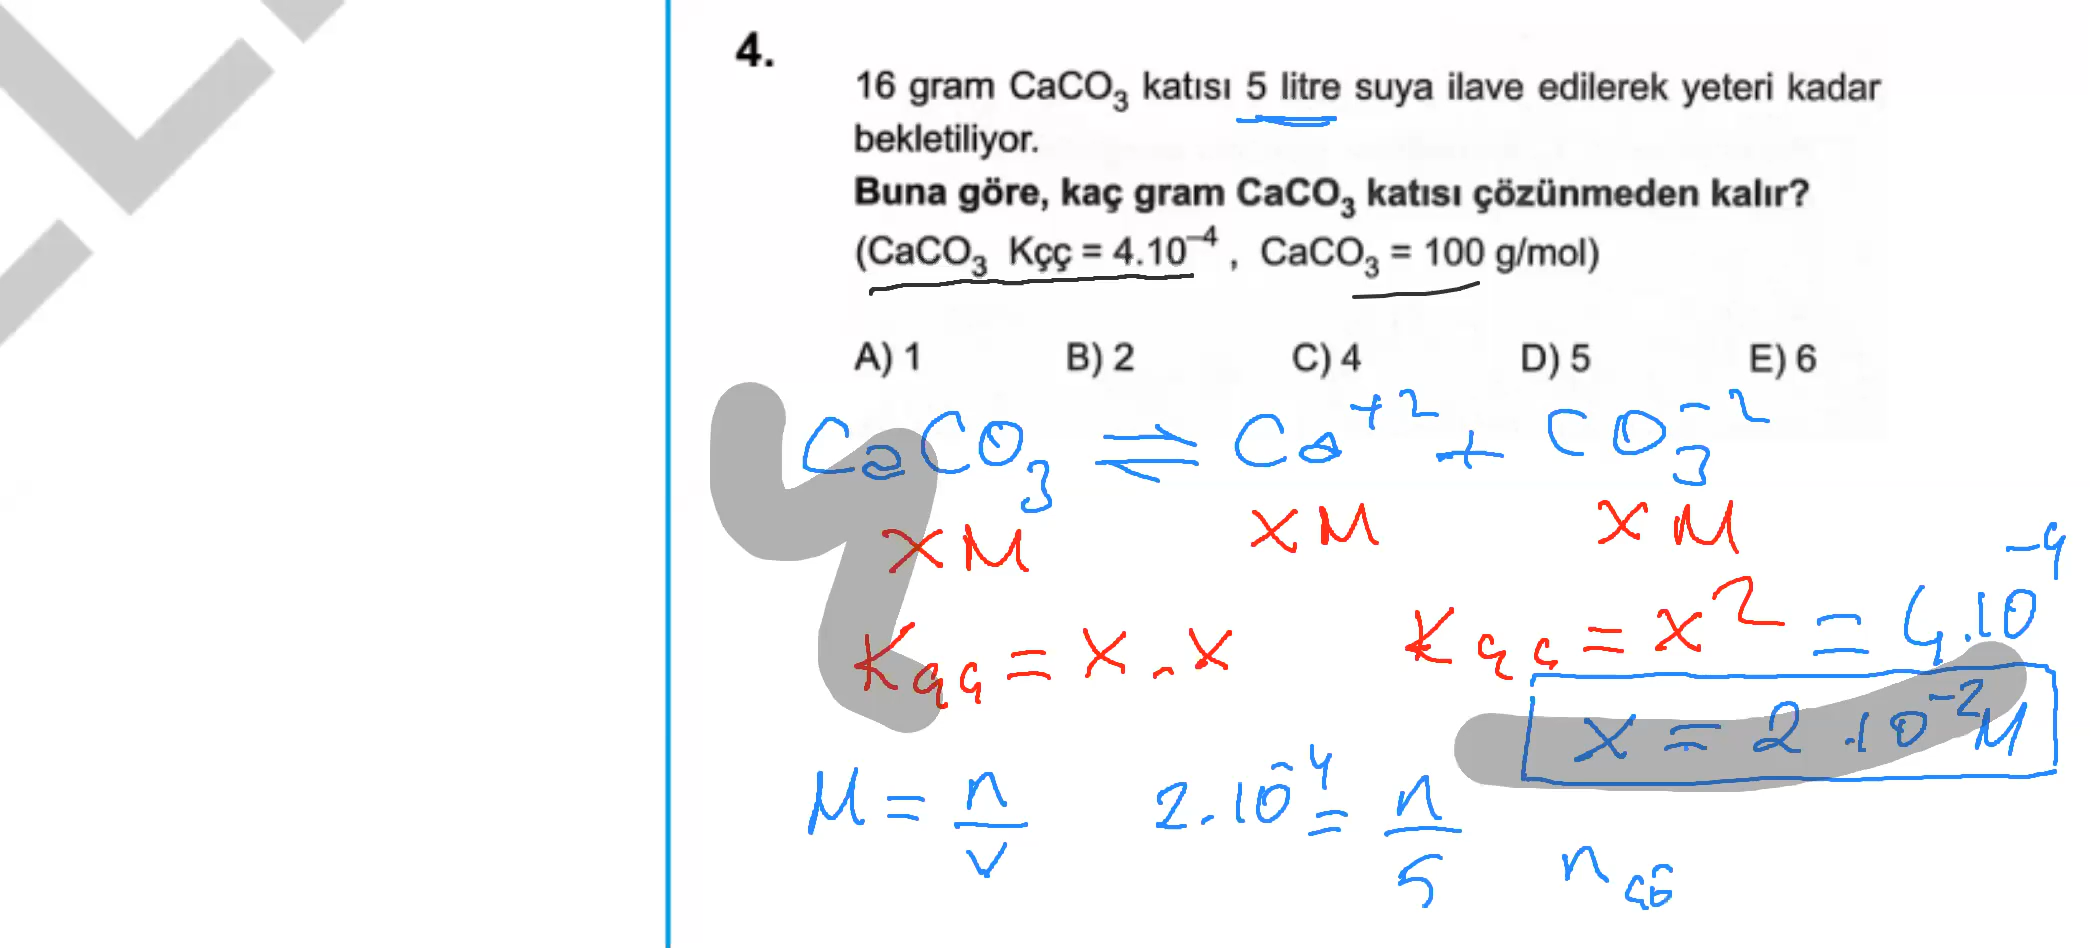 4.
16 gram CaCO₃ katısı 5 litre suya ilave edilerek yeteri kadar
bekletiliyor.
Buna göre, kaç gram CaCO₃ katısı çözünmeden kalır?
(CaCO₃ Kçç = 4.10⁻⁴ , CaCO₃ = 100 g/mol)
A) 1 B) 2 C) 4 D) 5 E) 6
CaCO₃ ⇌ Ca⁺² + CO₃⁻²
XM XM XM
Kçç = X . X Kçç = X² = 4.10⁻⁴
X = 2 .10⁻² M
M = n/V 2.10⁻⁴ = n/5 n çö